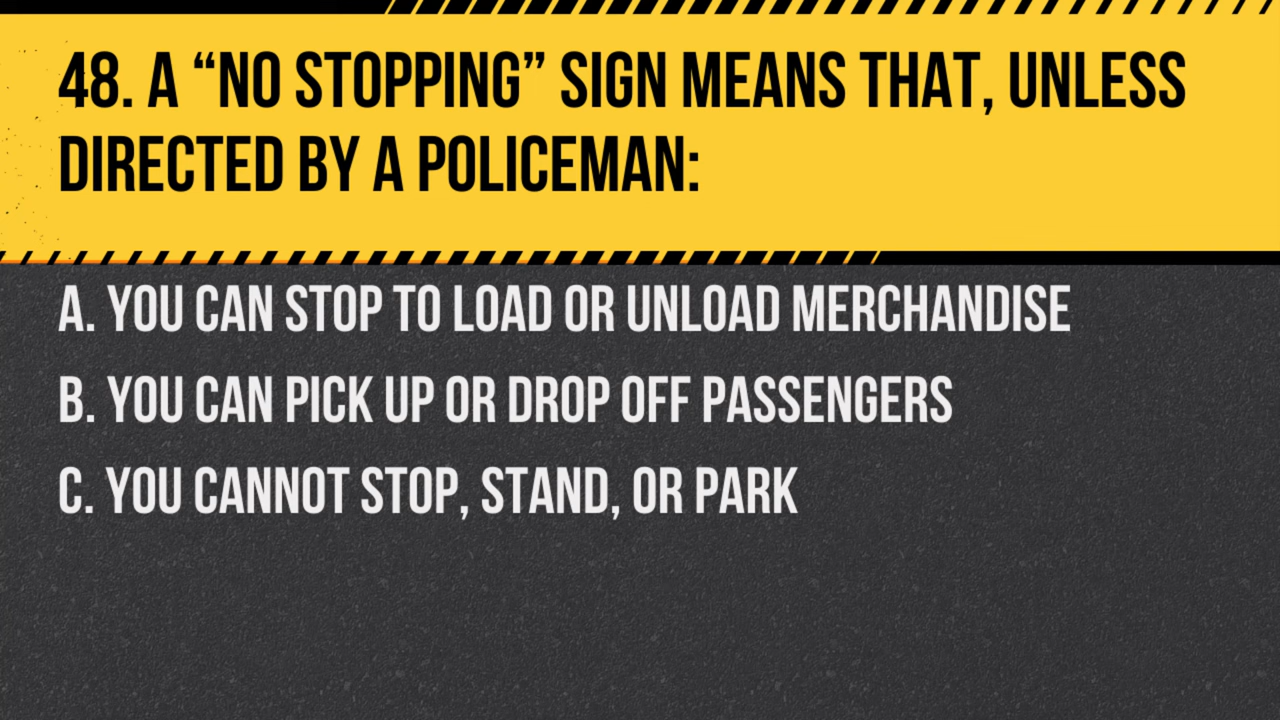 48. A “NO STOPPING” SIGN MEANS THAT, UNLESS
DIRECTED BY A POLICEMAN:
A. YOU CAN STOP TO LOAD OR UNLOAD MERCHANDISE
B. YOU CAN PICK UP OR DROP OFF PASSENGERS
C. YOU CANNOT STOP, STAND, OR PARK